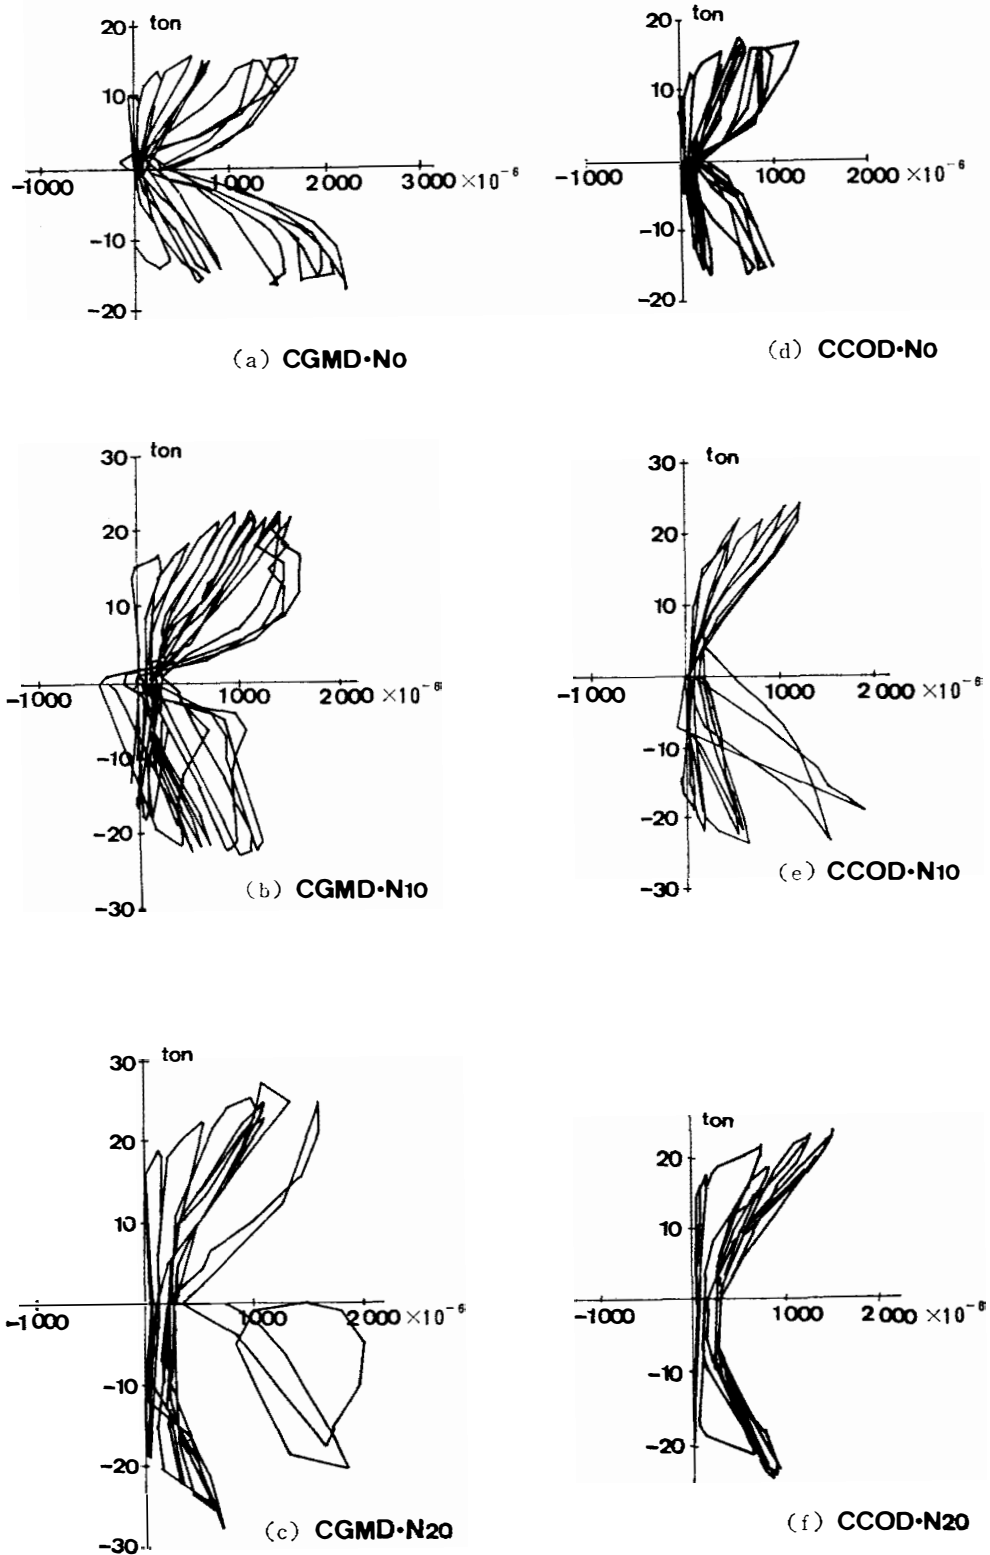 20 ton
10
-1000 1000 2000 3000 ×10⁻⁶
-10
-20
(a) CGMD•N0
20 ton
10
-1000 1000 2000 ×10⁻⁶
-10
-20
(d) CCOD•N0
30 ton
20
10
-1000 1000 2000 ×10⁻⁶
-10
-20
-30
(b) CGMD•N10
30 ton
20
10
-1000 1000 2000 ×10⁻⁶
-10
-20
-30
(e) CCOD•N10
30 ton
20
10
-1000 1000 2000 ×10⁻⁶
-10
-20
-30
(c) CGMD•N20
ton
20
10
-1000 1000 2000 ×10⁻⁶
-10
-20
(f) CCOD•N20